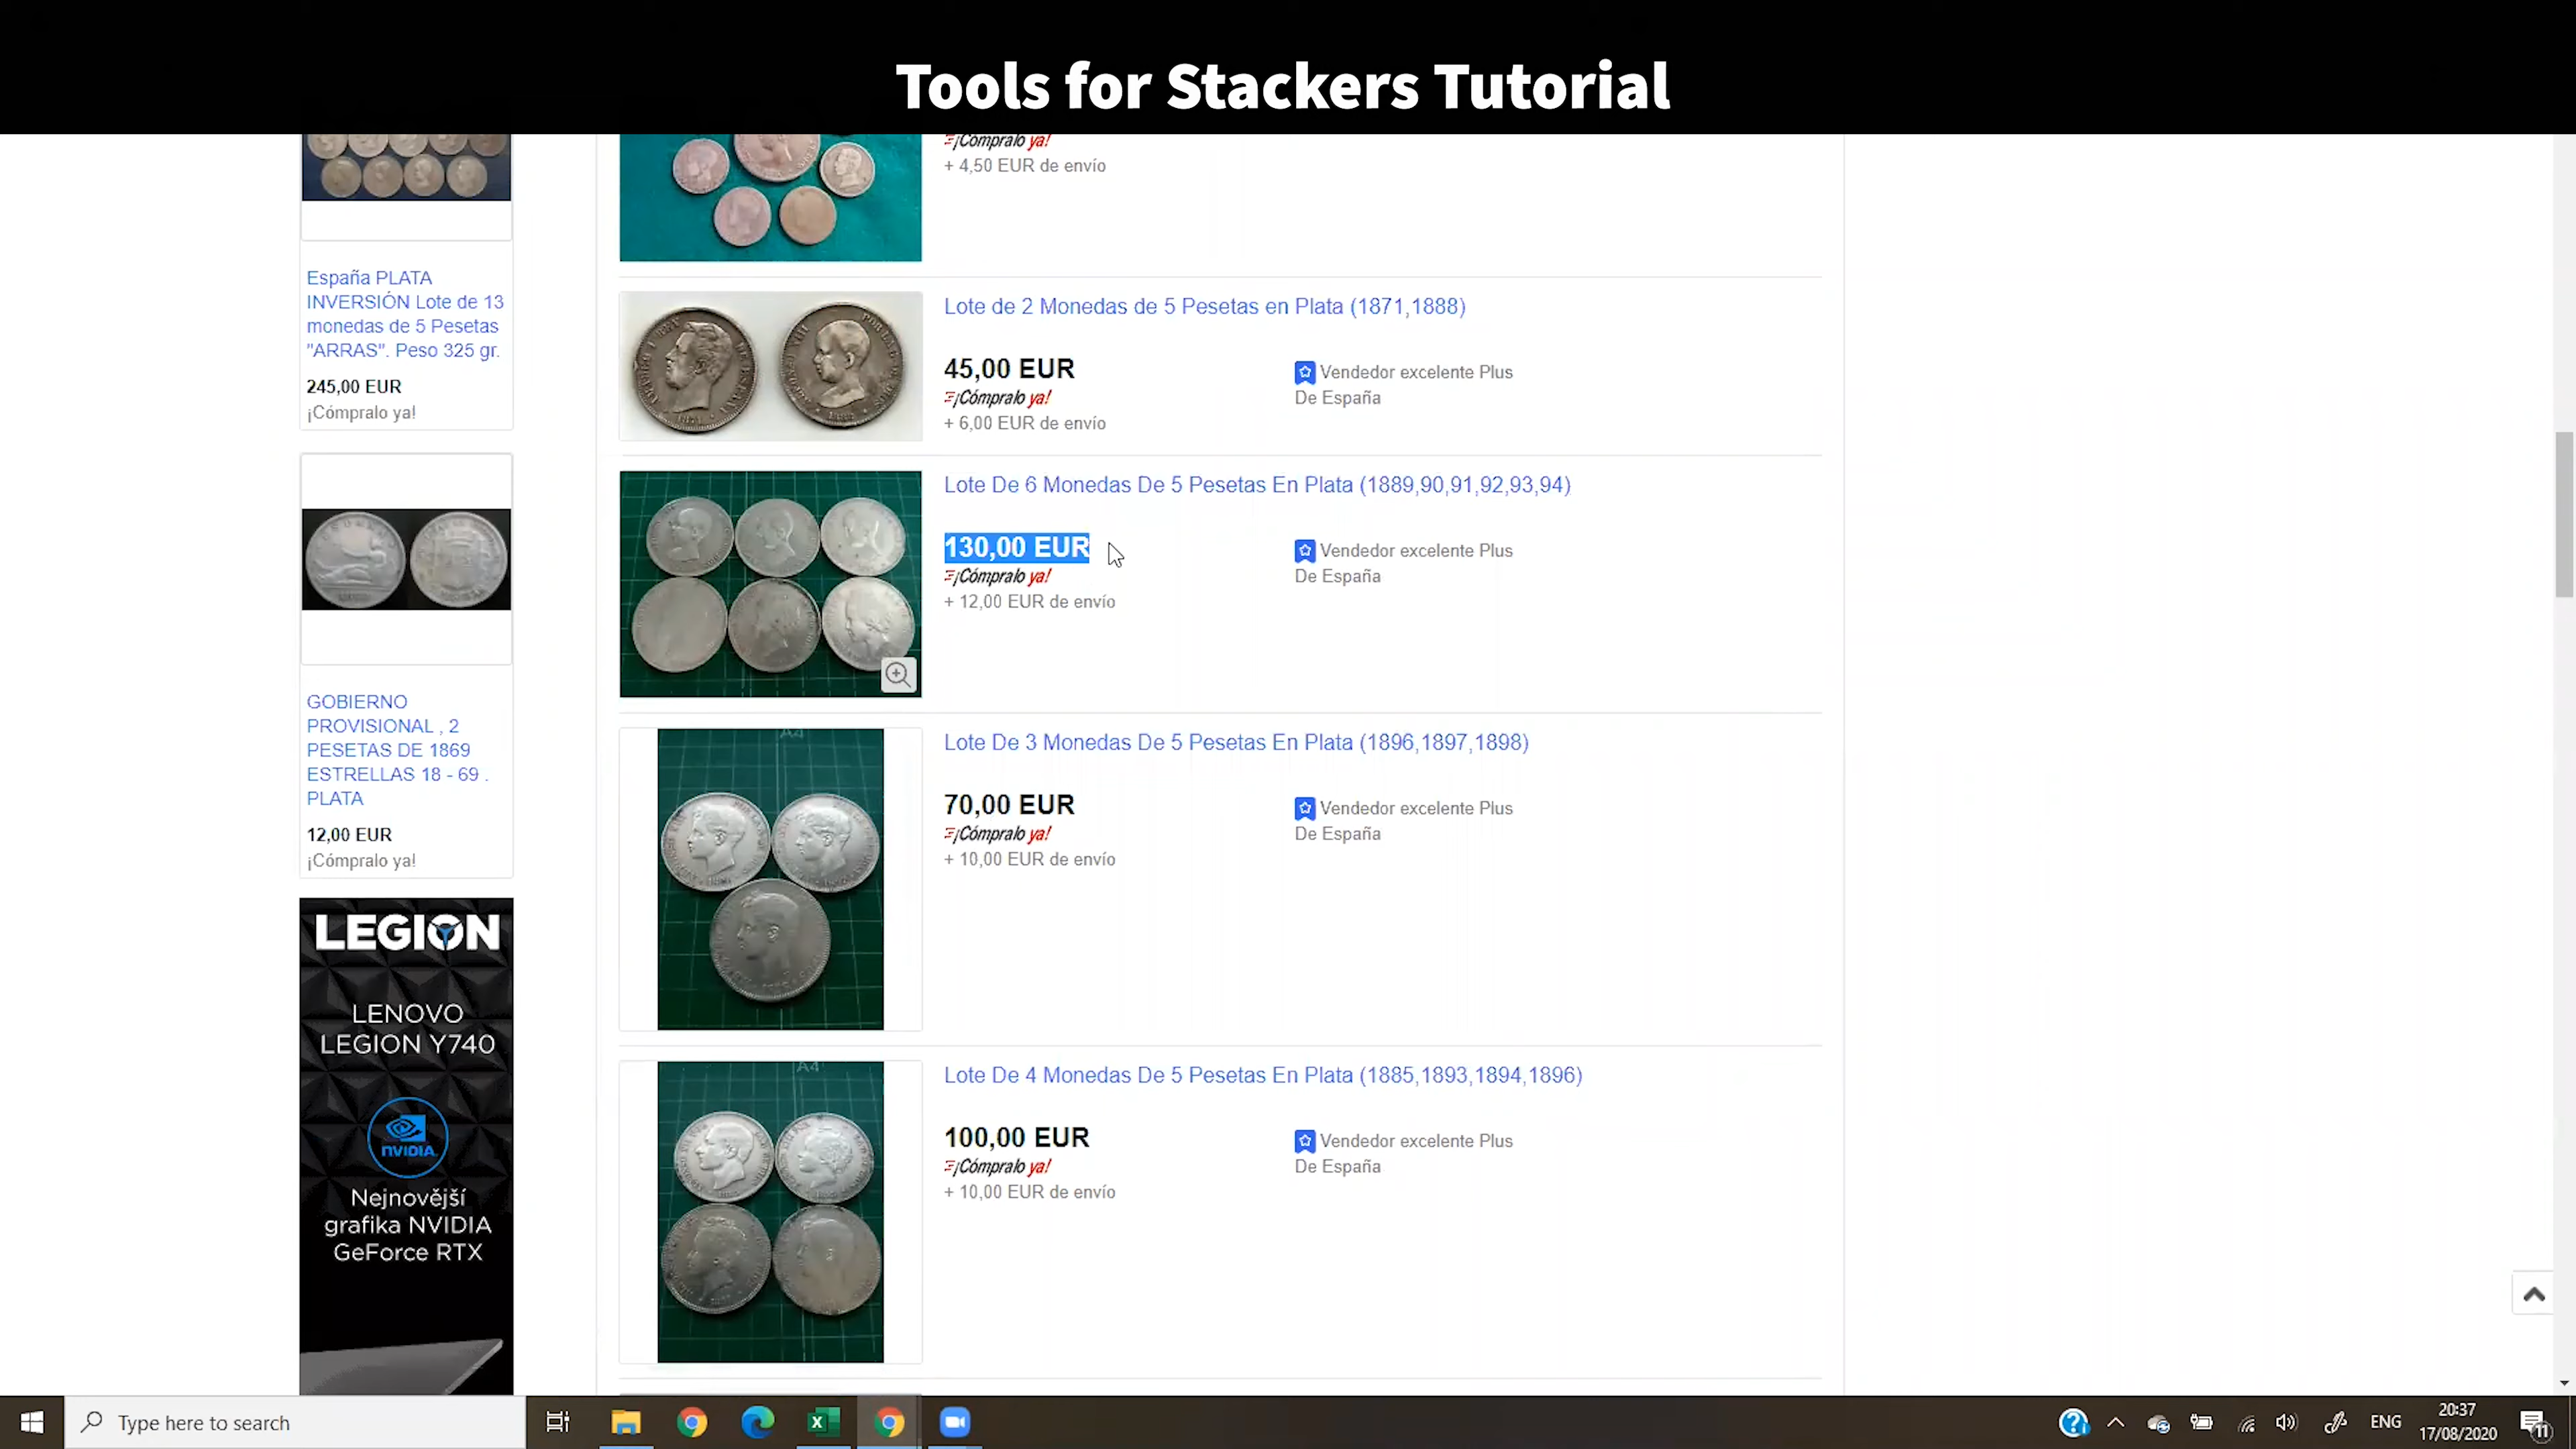 Tools for Stackers Tutorial
España PLATA
INVERSIÓN Lote de 13
monedas de 5 Pesetas
"ARRAS". Peso 325 gr.
245,00 EUR
¡Cómpralo ya!
GOBIERNO
PROVISIONAL , 2
PESETAS DE 1869
ESTRELLAS 18 - 69 .
PLATA
12,00 EUR
¡Cómpralo ya!
LEGION
LENOVO
LEGION Y740
NVIDIA.
Nejnovější
grafika NVIDIA
GeForce RTX
¡Cómpralo ya!
+ 4,50 EUR de envío
Lote de 2 Monedas de 5 Pesetas en Plata (1871,1888)
45,00 EUR
¡Cómpralo ya!
+ 6,00 EUR de envío
Vendedor excelente Plus
De España
Lote De 6 Monedas De 5 Pesetas En Plata (1889,90,91,92,93,94)
130,00 EUR
¡Cómpralo ya!
+ 12,00 EUR de envío
Vendedor excelente Plus
De España
A4
Lote De 3 Monedas De 5 Pesetas En Plata (1896,1897,1898)
70,00 EUR
¡Cómpralo ya!
+ 10,00 EUR de envío
Vendedor excelente Plus
De España
A4
Lote De 4 Monedas De 5 Pesetas En Plata (1885,1893,1894,1896)
100,00 EUR
¡Cómpralo ya!
+ 10,00 EUR de envío
Vendedor excelente Plus
De España
Type here to search
ENG
20:37
17/08/2020
11